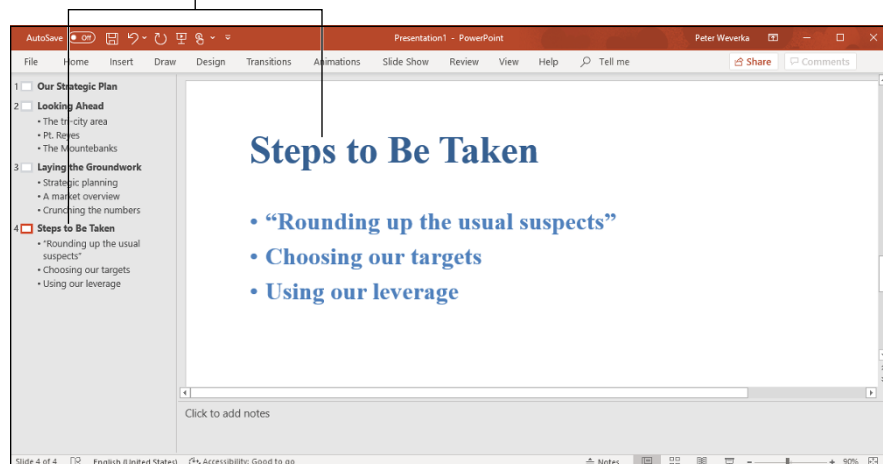 AutoSave Off Presentation1 - PowerPoint Peter Weverka
File Home Insert Draw Design Transitions Animations Slide Show Review View Help Tell me Share Comments
1 Our Strategic Plan
2 Looking Ahead
• The tri-city area
• Pt. Reyes
• The Mountebanks
3 Laying the Groundwork
• Strategic planning
• A market overview
• Crunching the numbers
4 Steps to Be Taken
• "Rounding up the usual
suspects"
• Choosing our targets
• Using our leverage
Steps to Be Taken
• “Rounding up the usual suspects”
• Choosing our targets
• Using our leverage
Click to add notes
Slide 4 of 4 English (United States) Accessibility: Good to go Notes 90%